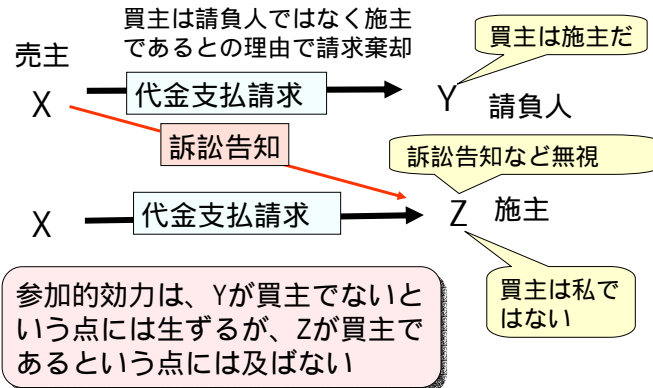 買主は請負人ではなく施主
であるとの理由で請求棄却
買主は施主だ
売主
X
代金支払請求
Y
請負人
訴訟告知
訴訟告知など無視
X
代金支払請求
Z
施主
買主は私で
はない
参加的効力は、Yが買主でないと
いう点には生ずるが、Zが買主で
あるという点には及ばない